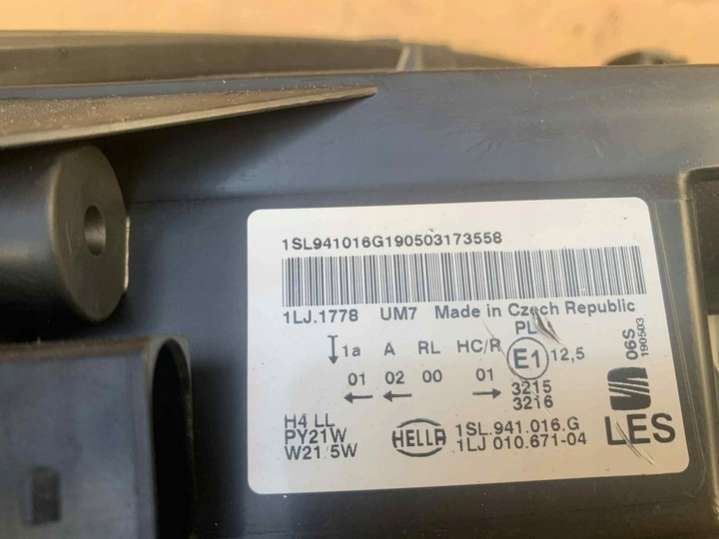 1SL941016G190503173558
1LJ.1778 UM7 Made in Czech Republic
PL
1a A RL HC/R E1 12,5
01 02 00 01
3215
3216
H4 LL
PY21W
W21/5W
HELLA
1SL.941.016.G
1LJ 010.671-04
06S
190503
LES